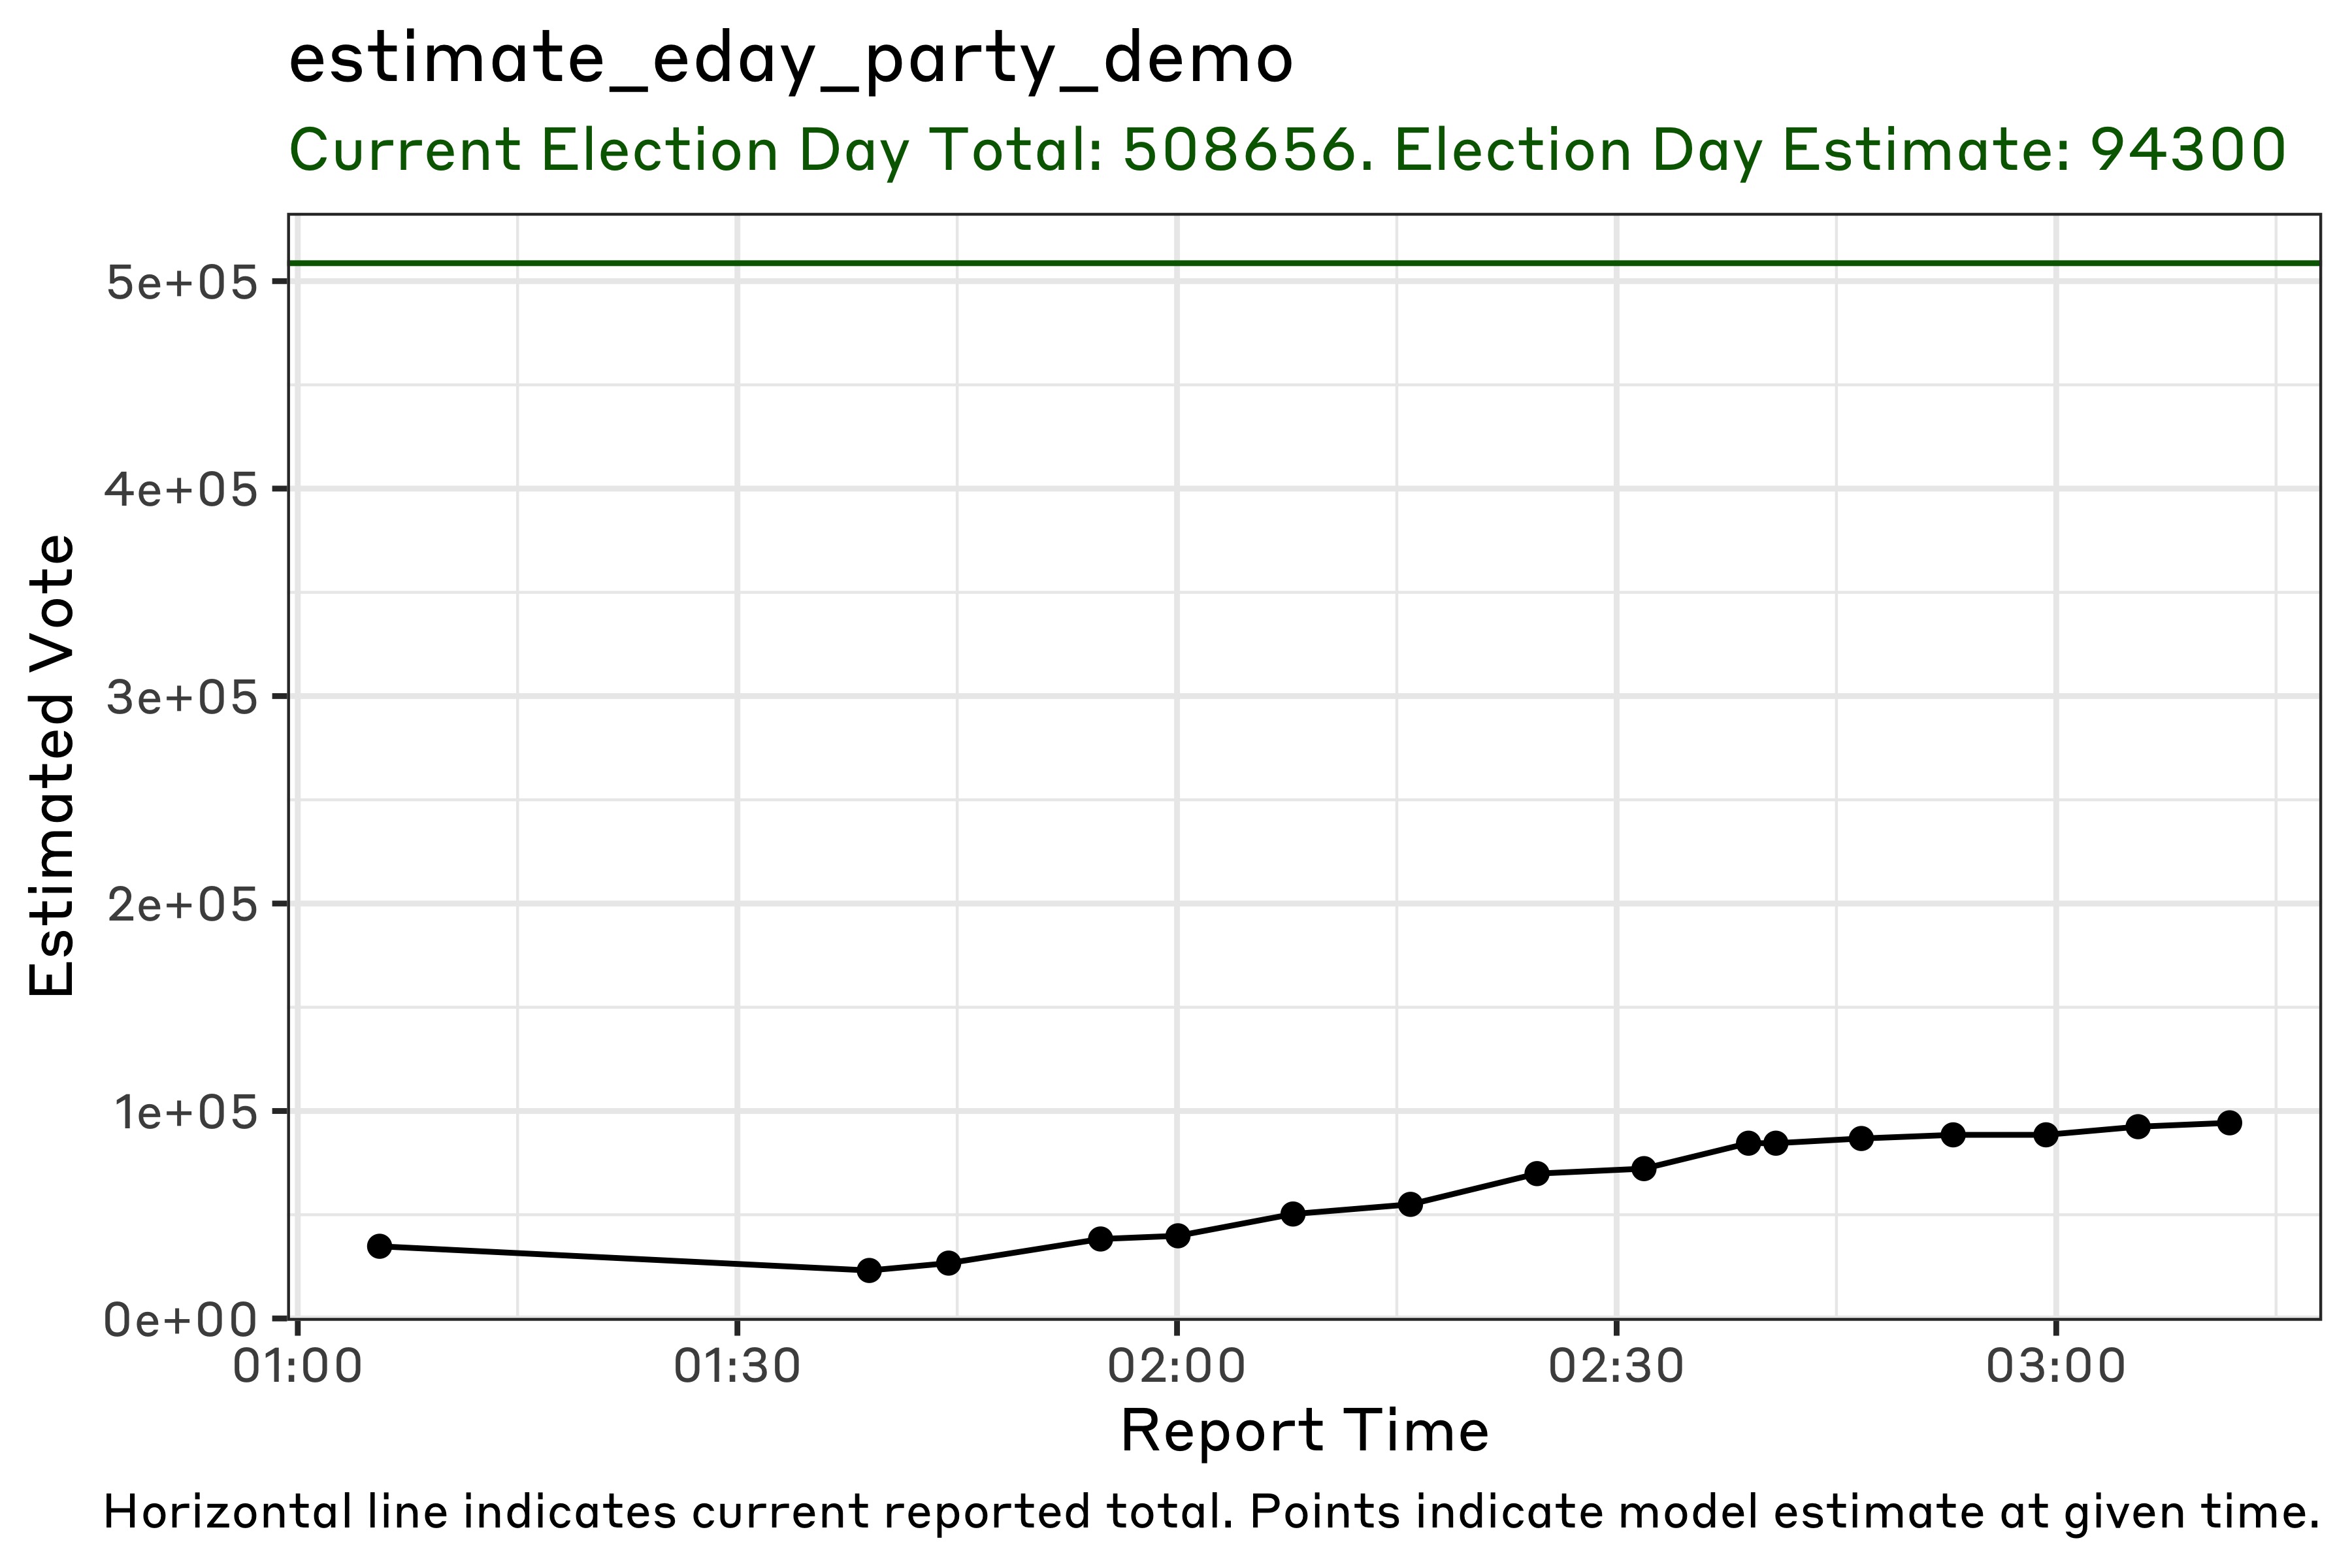 estimate_eday_party_demo
Current Election Day Total: 508656. Election Day Estimate: 94300
Estimated Vote
5e+05
4e+05
3e+05
2e+05
1e+05
0e+00
01:00 01:30 02:00 02:30 03:00
Report Time
Horizontal line indicates current reported total. Points indicate model estimate at given time.